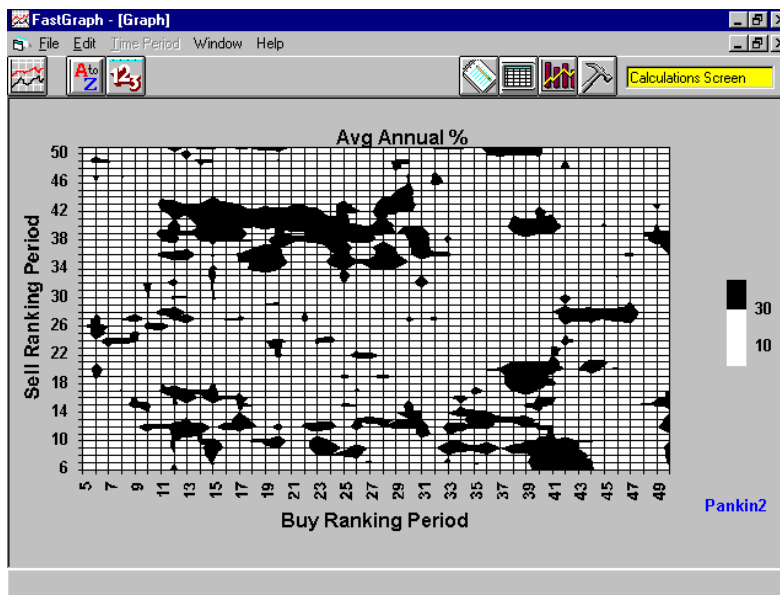 FastGraph - [Graph]
File Edit Time Period Window Help
A to Z 123 Calculations Screen
Avg Annual %
50
46
42
38
34
30
26
22
18
14
10
6
Sell Ranking Period
5 7 9 11 13 15 17 19 21 23 25 27 29 31 33 35 37 39 41 43 45 47 49
Buy Ranking Period
30
10
Pankin2